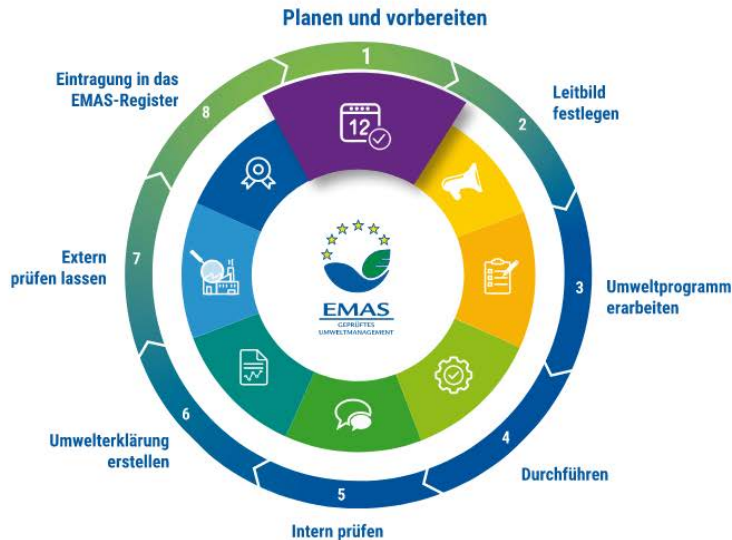 Planen und vorbereiten
1
Leitbild
festlegen
2
Umweltprogramm
erarbeiten
3
Durchführen
4
Intern prüfen
5
Umwelterklärung
erstellen
6
Extern
prüfen lassen
7
Eintragung in das
EMAS-Register
8
12
EMAS
GEPRÜFTES
UMWELTMANAGEMENT